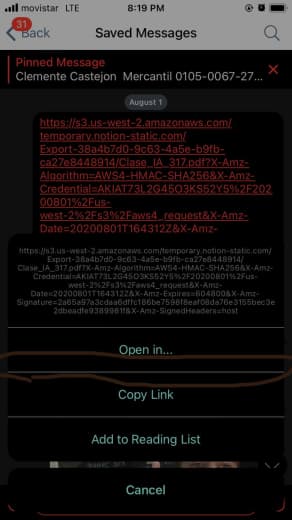 movistar LTE 8:19 PM
31
Back Saved Messages
Pinned Message
Clemente Castejon Mercantil 0105-0067-27...
August 1
https://s3.us-west-2.amazonaws.com/
temporary.notion-static.com/
Export-38a4b7d0-9c63-4a5e-b9fb-
ca27e8448914/Clase_IA_317.pdf?X-Amz-
Algorithm=AWS4-HMAC-SHA256&X-Amz-
Credential=AKIAT73L2G45O3KS52Y5%2F202
00801%2Fus-
west-2%2Fs3%2Faws4_request&X-Amz-
Date=20200801T164312Z&X-Amz-
https://s3.us-west-2.amazonaws.com/temporary.notion-static.com/
Export-38a4b7d0-9c63-4a5e-b9fb-ca27e8448914/
Clase_IA_317.pdf?X-Amz-Algorithm=AWS4-HMAC-SHA256&X-Amz-
Credential=AKIAT73L2G45O3KS52Y5%2F20200801%2Fus-
west-2%2Fs3%2Faws4_request&X-Amz-
Date=20200801T164312Z&X-Amz-Expires=604800&X-Amz-
Signature=2a65a97a3cdaa6dffc186be7598f8eaf08da76e3155bec3e
2dbeadfe9389981f&X-Amz-SignedHeaders=host
Open in...
Copy Link
Add to Reading List
Cancel